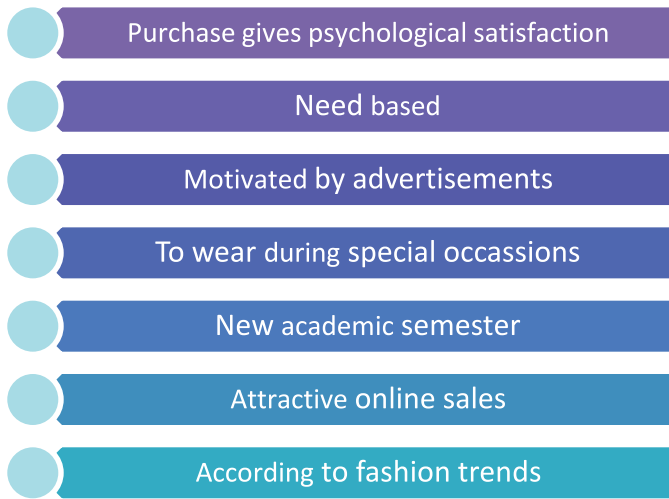 Purchase gives psychological satisfaction
Need based
Motivated by advertisements
To wear during special occassions
New academic semester
Attractive online sales
According to fashion trends